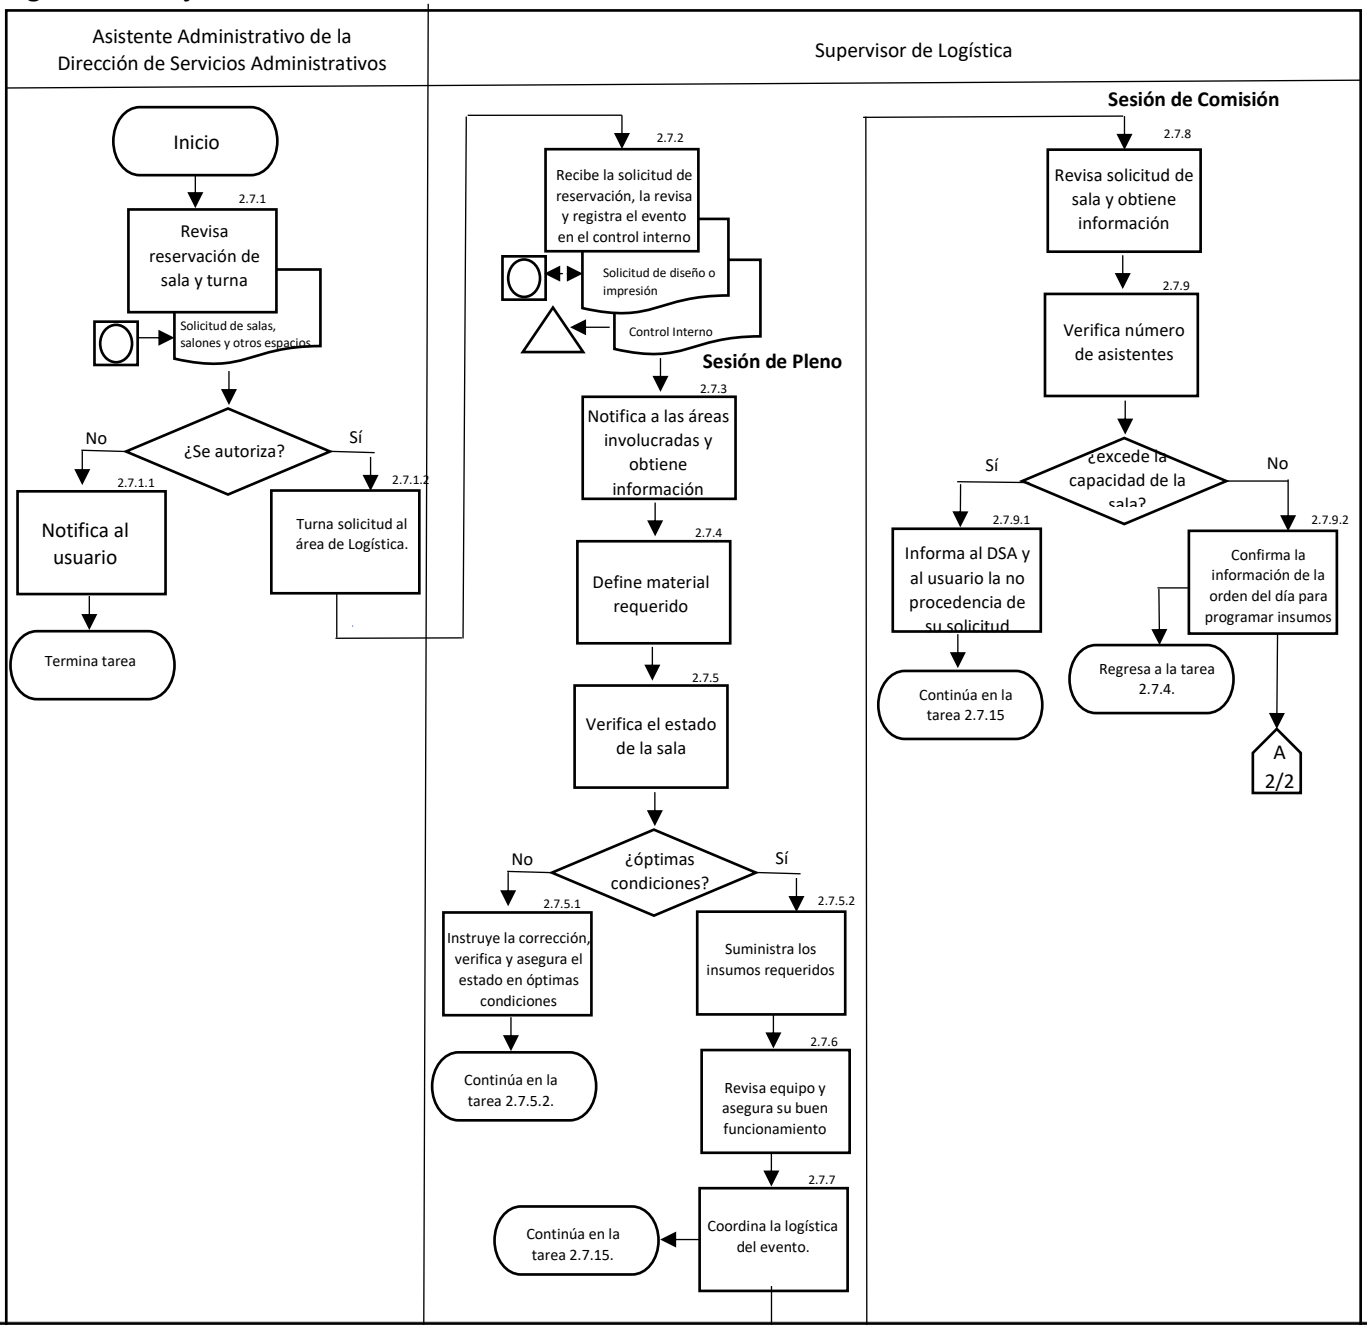 Asistente Administrativo de la
Dirección de Servicios Administrativos
Supervisor de Logística
Inicio
2.7.1
Revisa
reservación de
sala y turna
Solicitud de salas,
salones y otros espacios
¿Se autoriza?
No
Sí
2.7.1.1
Notifica al
usuario
Termina tarea
2.7.1.2
Turna solicitud al
área de Logística.
2.7.2
Recibe la solicitud de
reservación, la revisa
y registra el evento
en el control interno
Solicitud de diseño o
impresión
Control Interno
Sesión de Pleno
2.7.3
Notifica a las áreas
involucradas y
obtiene
información
2.7.4
Define material
requerido
2.7.5
Verifica el estado
de la sala
¿óptimas
condiciones?
No
Sí
2.7.5.1
Instruye la corrección,
verifica y asegura el
estado en óptimas
condiciones
Continúa en la
tarea 2.7.5.2.
2.7.5.2
Suministra los
insumos requeridos
2.7.6
Revisa equipo y
asegura su buen
funcionamiento
2.7.7
Coordina la logística
del evento.
Continúa en la
tarea 2.7.15.
Sesión de Comisión
2.7.8
Revisa solicitud de
sala y obtiene
información
2.7.9
Verifica número
de asistentes
¿excede la
capacidad de la
sala?
Sí
No
2.7.9.1
Informa al DSA y
al usuario la no
procedencia de
su solicitud
Continúa en la
tarea 2.7.15
2.7.9.2
Confirma la
información de la
orden del día para
programar insumos
Regresa a la tarea
2.7.4.
A
2/2